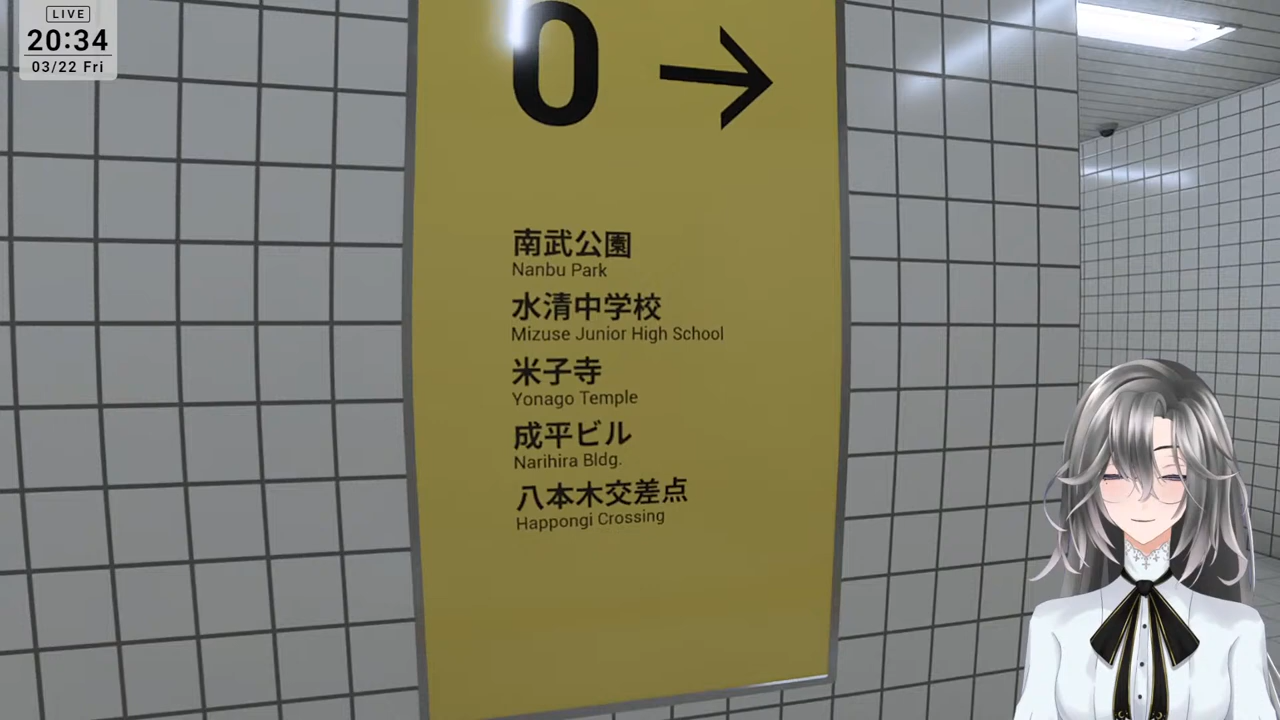 LIVE
20:34
03/22 Fri
0 →
南武公園
Nanbu Park
水清中学校
Mizuse Junior High School
米子寺
Yonago Temple
成平ビル
Narihira Bldg.
八本木交差点
Happongi Crossing